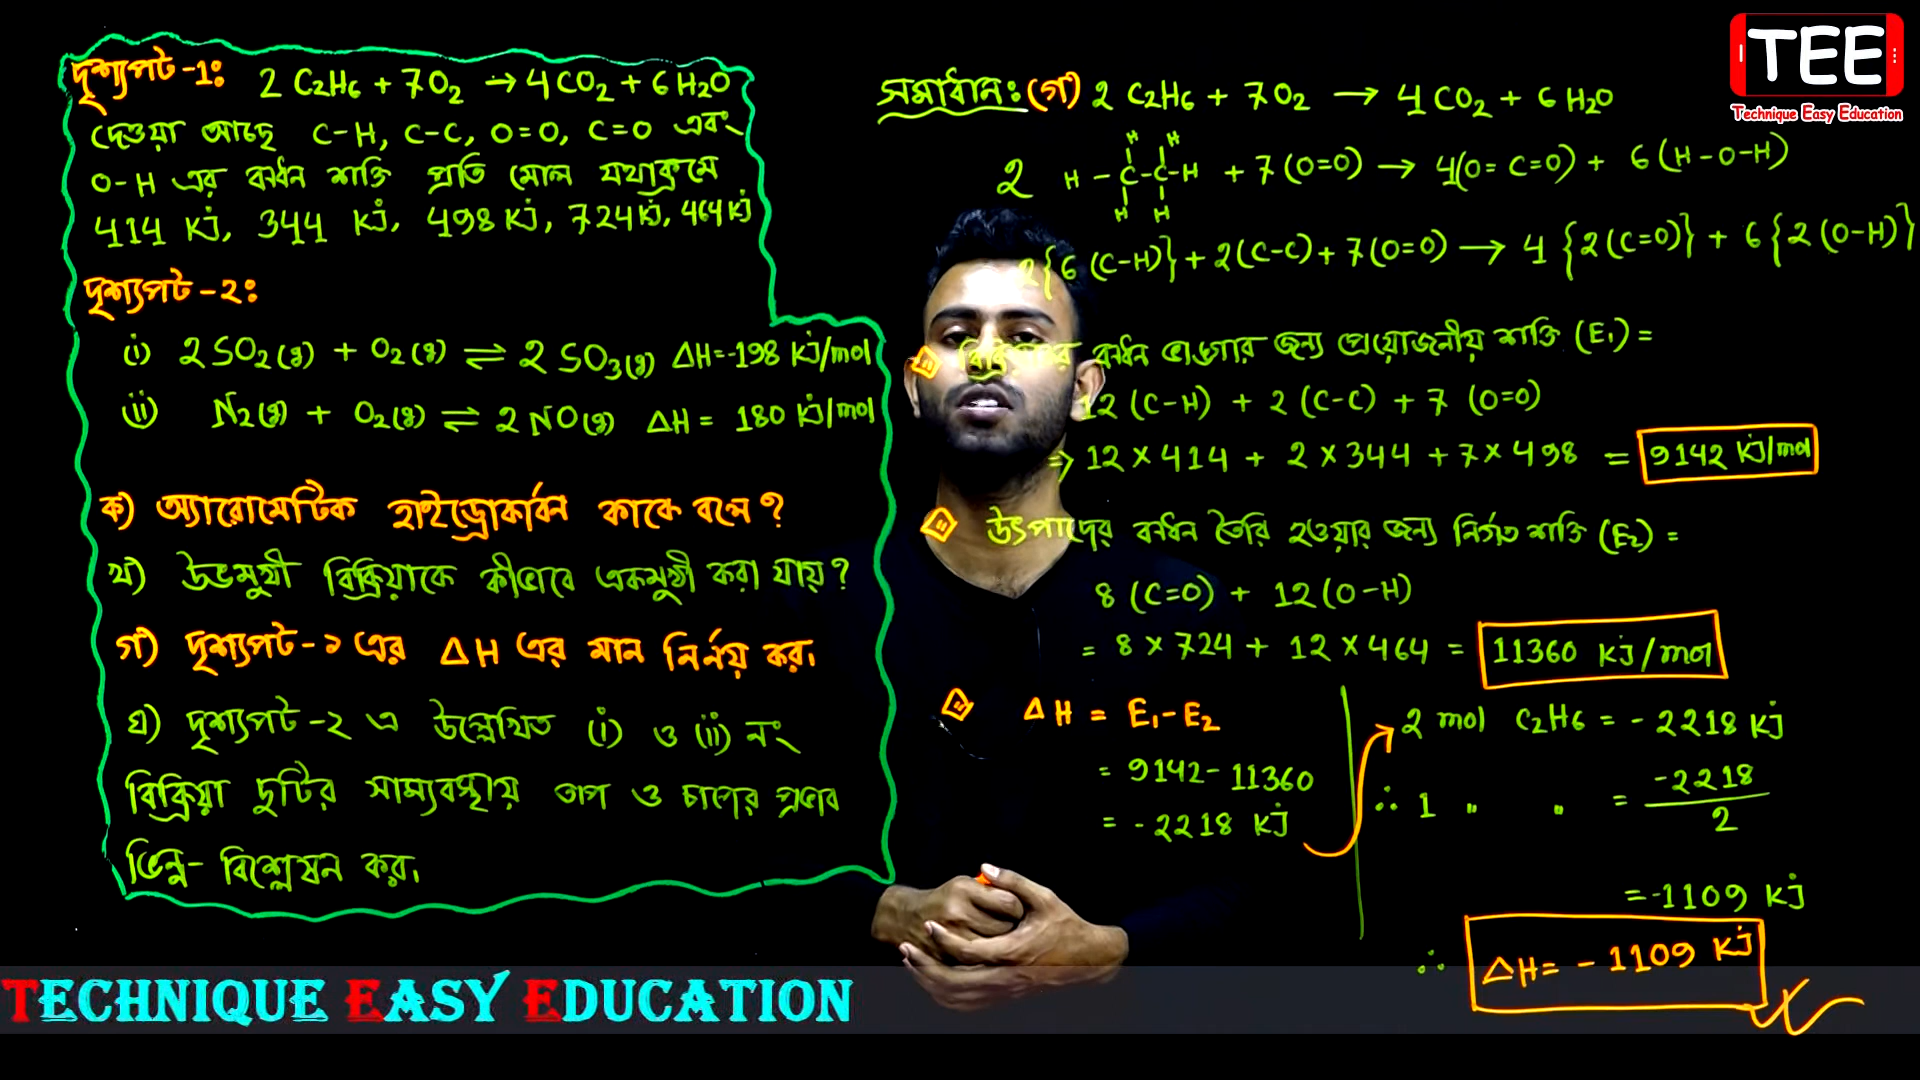 দৃশ্যপট-1: 2 C2H6 + 7O2 → 4CO2 + 6H2O
দেওয়া আছে C-H, C-C, O=O, C=O এবং
O-H এর বন্ধন শক্তি প্রতি মোল যথাক্রমে
414 KJ, 344 KJ, 498 KJ, 724KJ, 464KJ
দৃশ্যপট-২:
(i) 2SO2(g) + O2(g) ⇌ 2SO3(g) ΔH=-198 KJ/mol
(ii) N2(g) + O2(g) ⇌ 2NO(g) ΔH = 180 KJ/mol
ক) অ্যারোমেটিক হাইড্রোকার্বন কাকে বলে?
খ) উভমুখী বিক্রিয়াকে কীভাবে একমুখী করা যায়?
গ) দৃশ্যপট-১ এর ΔH এর মান নির্নয় কর।
ঘ) দৃশ্যপট-২ এ উল্লেখিত (i) ও (ii) নং
বিক্রিয়া দুটির সাম্যবস্থায় তাপ ও চাপের প্রভাব
ভিন্ন- বিশ্লেষন কর।
সমাধান: (গ) 2 C2H6 + 7O2 → 4CO2 + 6H2O
H H
2 H-C-C-H + 7(O=O) → 4(O=C=O) + 6(H-O-H)
H H
2{6(C-H)} + 2(C-C) + 7(O=O) → 4{2(C=O)} + 6{2(O-H)}
বিক্রিয়কের বন্ধন ভাঙ্গার জন্য প্রয়োজনীয় শক্তি (E1) =
12(C-H) + 2(C-C) + 7(O=O)
⇒ 12×414 + 2×344 + 7×498 = 9142 KJ/mol
উৎপাদের বন্ধন তৈরি হওয়ার জন্য নির্গত শক্তি (E2) =
8(C=O) + 12(O-H)
= 8×724 + 12×464 = 11360 KJ/mol
ΔH = E1-E2
= 9142-11360
= -2218 KJ
2 mol C2H6 = -2218 KJ
∴ 1 " " = -2218/2
= -1109 KJ
∴ ΔH = -1109 KJ
TEE
Technique Easy Education
TECHNIQUE EASY EDUCATION